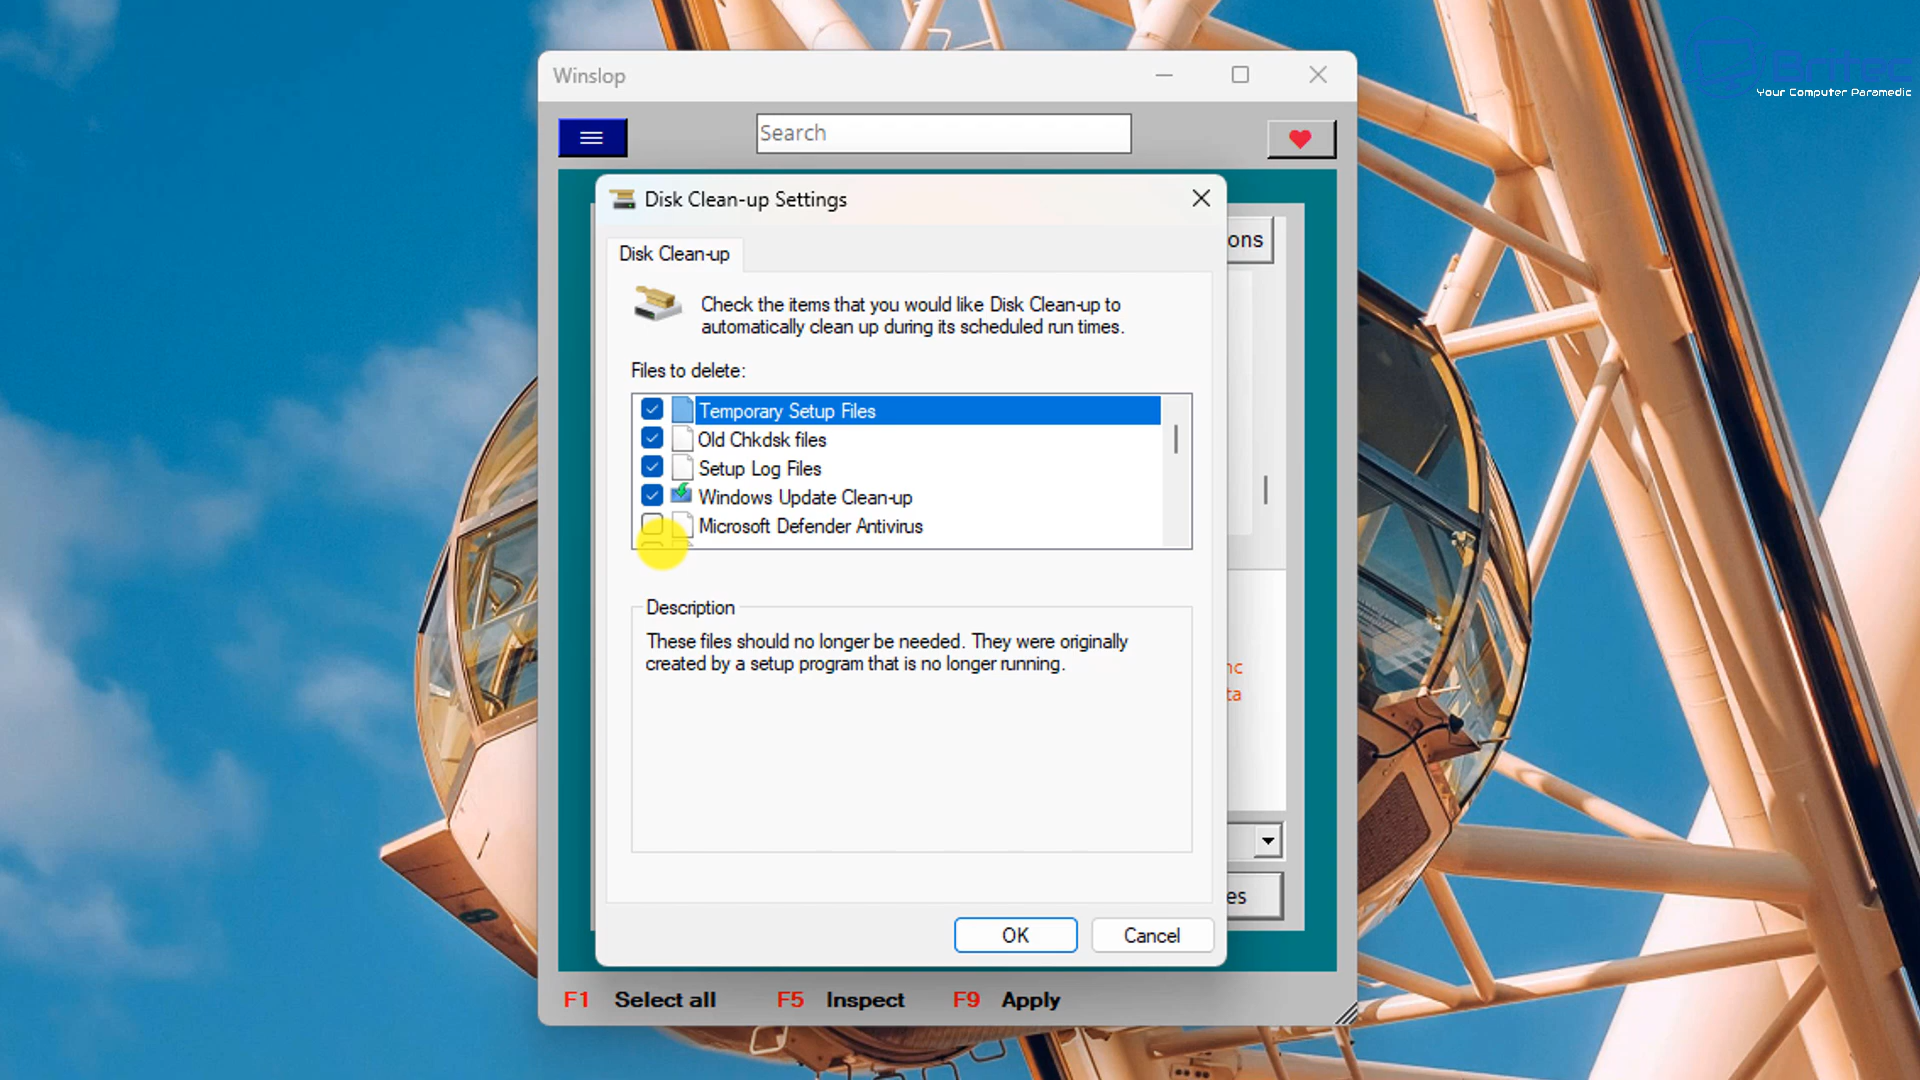 Britec
Your Computer Paramedic
Winslop
Search
Disk Clean-up Settings
ons
Disk Clean-up
Check the items that you would like Disk Clean-up to
automatically clean up during its scheduled run times.
Files to delete:
Temporary Setup Files
Old Chkdsk files
Setup Log Files
Windows Update Clean-up
Microsoft Defender Antivirus
Description
These files should no longer be needed. They were originally
created by a setup program that is no longer running.
nc
ta
es
OK
Cancel
F1 Select all F5 Inspect F9 Apply